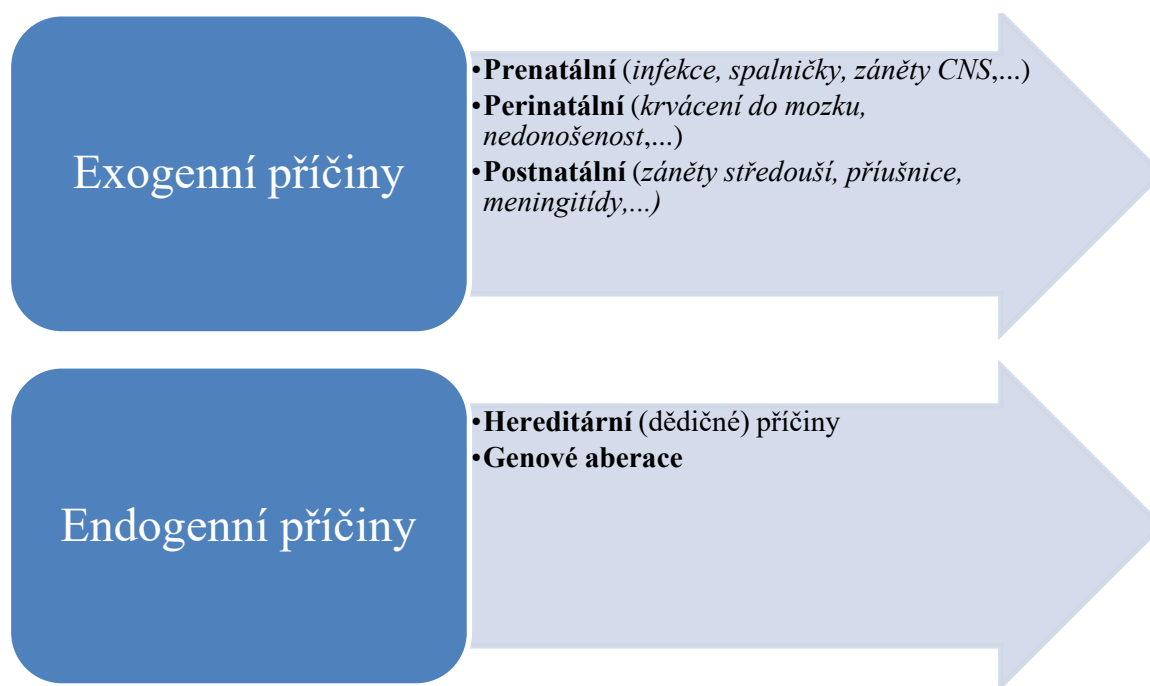 Exogenní příčiny
•Prenatální (infekce, spalničky, záněty CNS,...)
•Perinatální (krvácení do mozku,
nedonošenost,...)
•Postnatální (záněty středouší, příušnice,
meningitídy,...)
Endogenní příčiny
•Hereditární (dědičné) příčiny
•Genové aberace